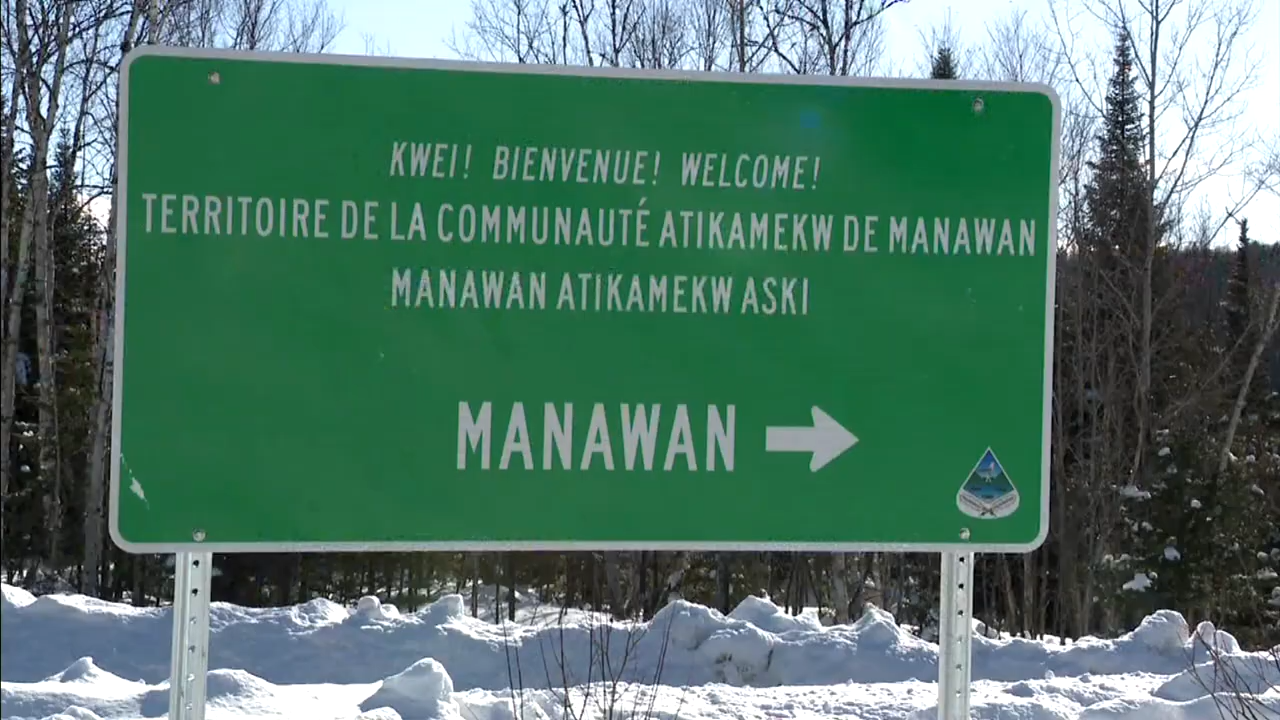 KWEI! BIENVENUE! WELCOME!
TERRITOIRE DE LA COMMUNAUTÉ ATIKAMEKW DE MANAWAN
MANAWAN ATIKAMEKW ASKI
MANAWAN